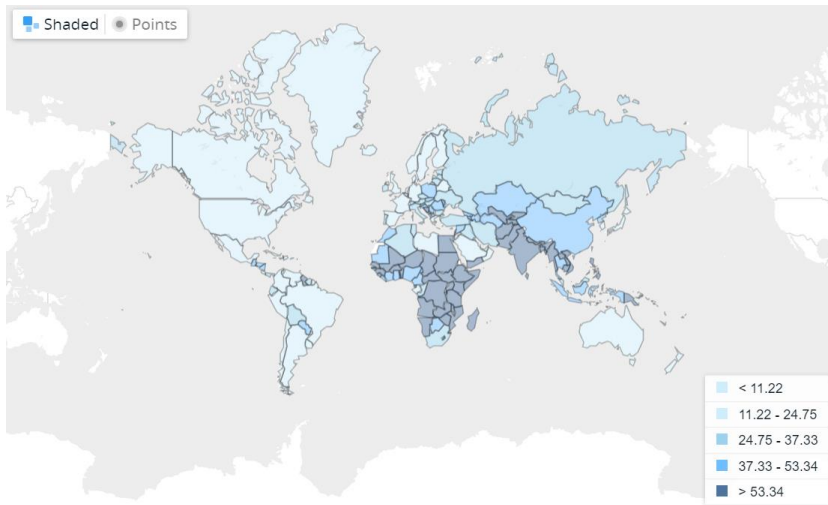 Shaded Points
< 11.22
11.22 - 24.75
24.75 - 37.33
37.33 - 53.34
> 53.34